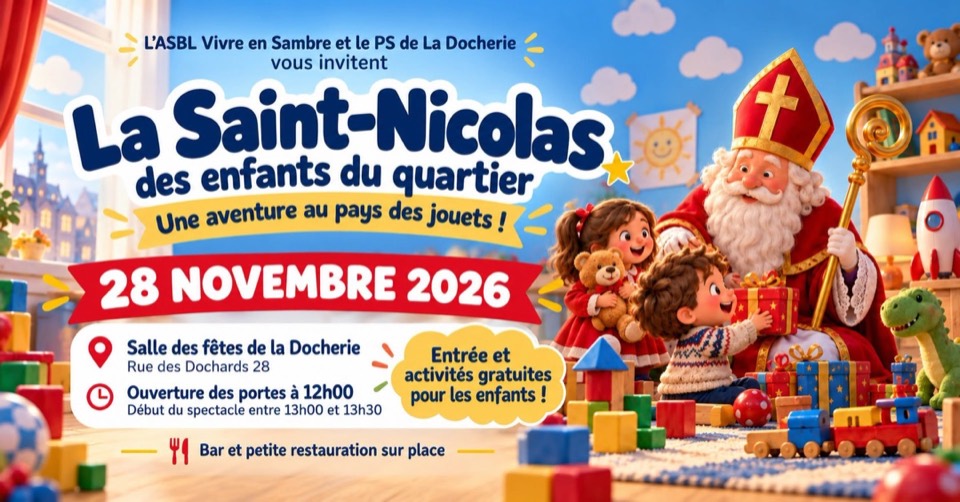 L'ASBL Vivre en Sambre et le PS de La Docherie
vous invitent
La Saint-Nicolas
des enfants du quartier
Une aventure au pays des jouets !
28 NOVEMBRE 2026
Salle des fêtes de la Docherie
Rue des Dochards 28
Ouverture des portes à 12h00
Début du spectacle entre 13h00 et 13h30
Entrée et
activités gratuites
pour les enfants !
Bar et petite restauration sur place